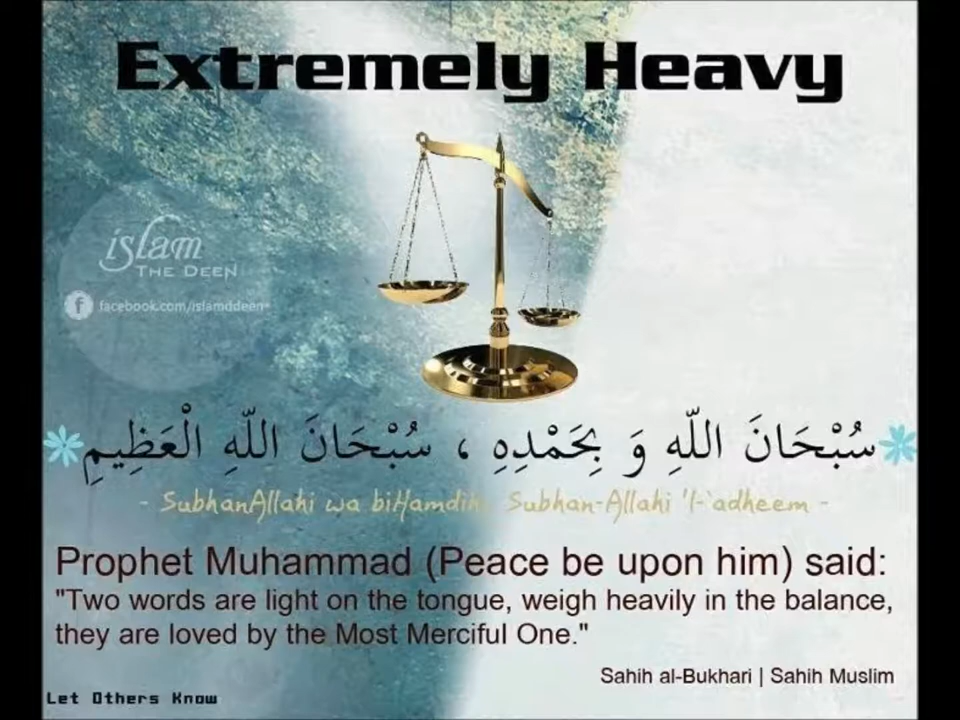 Extremely Heavy
islam
THE DEEN
facebook.com/islamddeen
سُبْحَانَ اللّهِ وَ بِحَمْدِهِ ، سُبْحَانَ اللّهِ الْعَظِيمِ
- SubhanAllahi wa biHamdih, Subhan-Allahi 'l-`adheem -
Prophet Muhammad (Peace be upon him) said:
"Two words are light on the tongue, weigh heavily in the balance,
they are loved by the Most Merciful One."
Sahih al-Bukhari | Sahih Muslim
Let Others Know